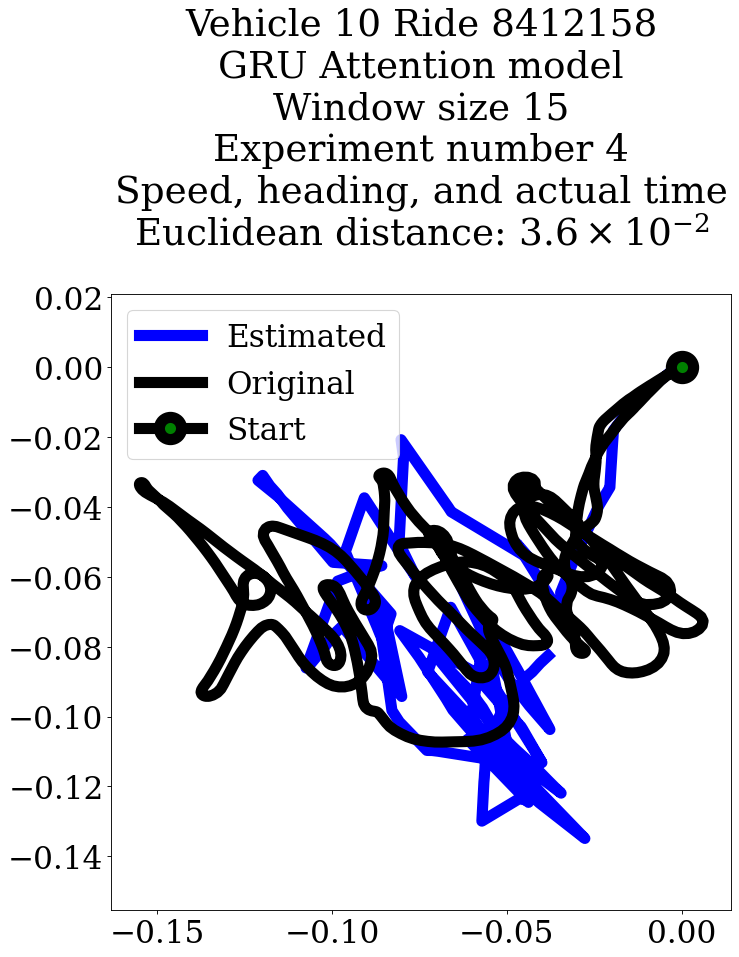 Vehicle 10 Ride 8412158
GRU Attention model
Window size 15
Experiment number 4
Speed, heading, and actual time
Euclidean distance: 3.6 × 10⁻²
0.02
0.00
−0.02
−0.04
−0.06
−0.08
−0.10
−0.12
−0.14
Estimated
Original
Start
−0.15
−0.10
−0.05
0.00